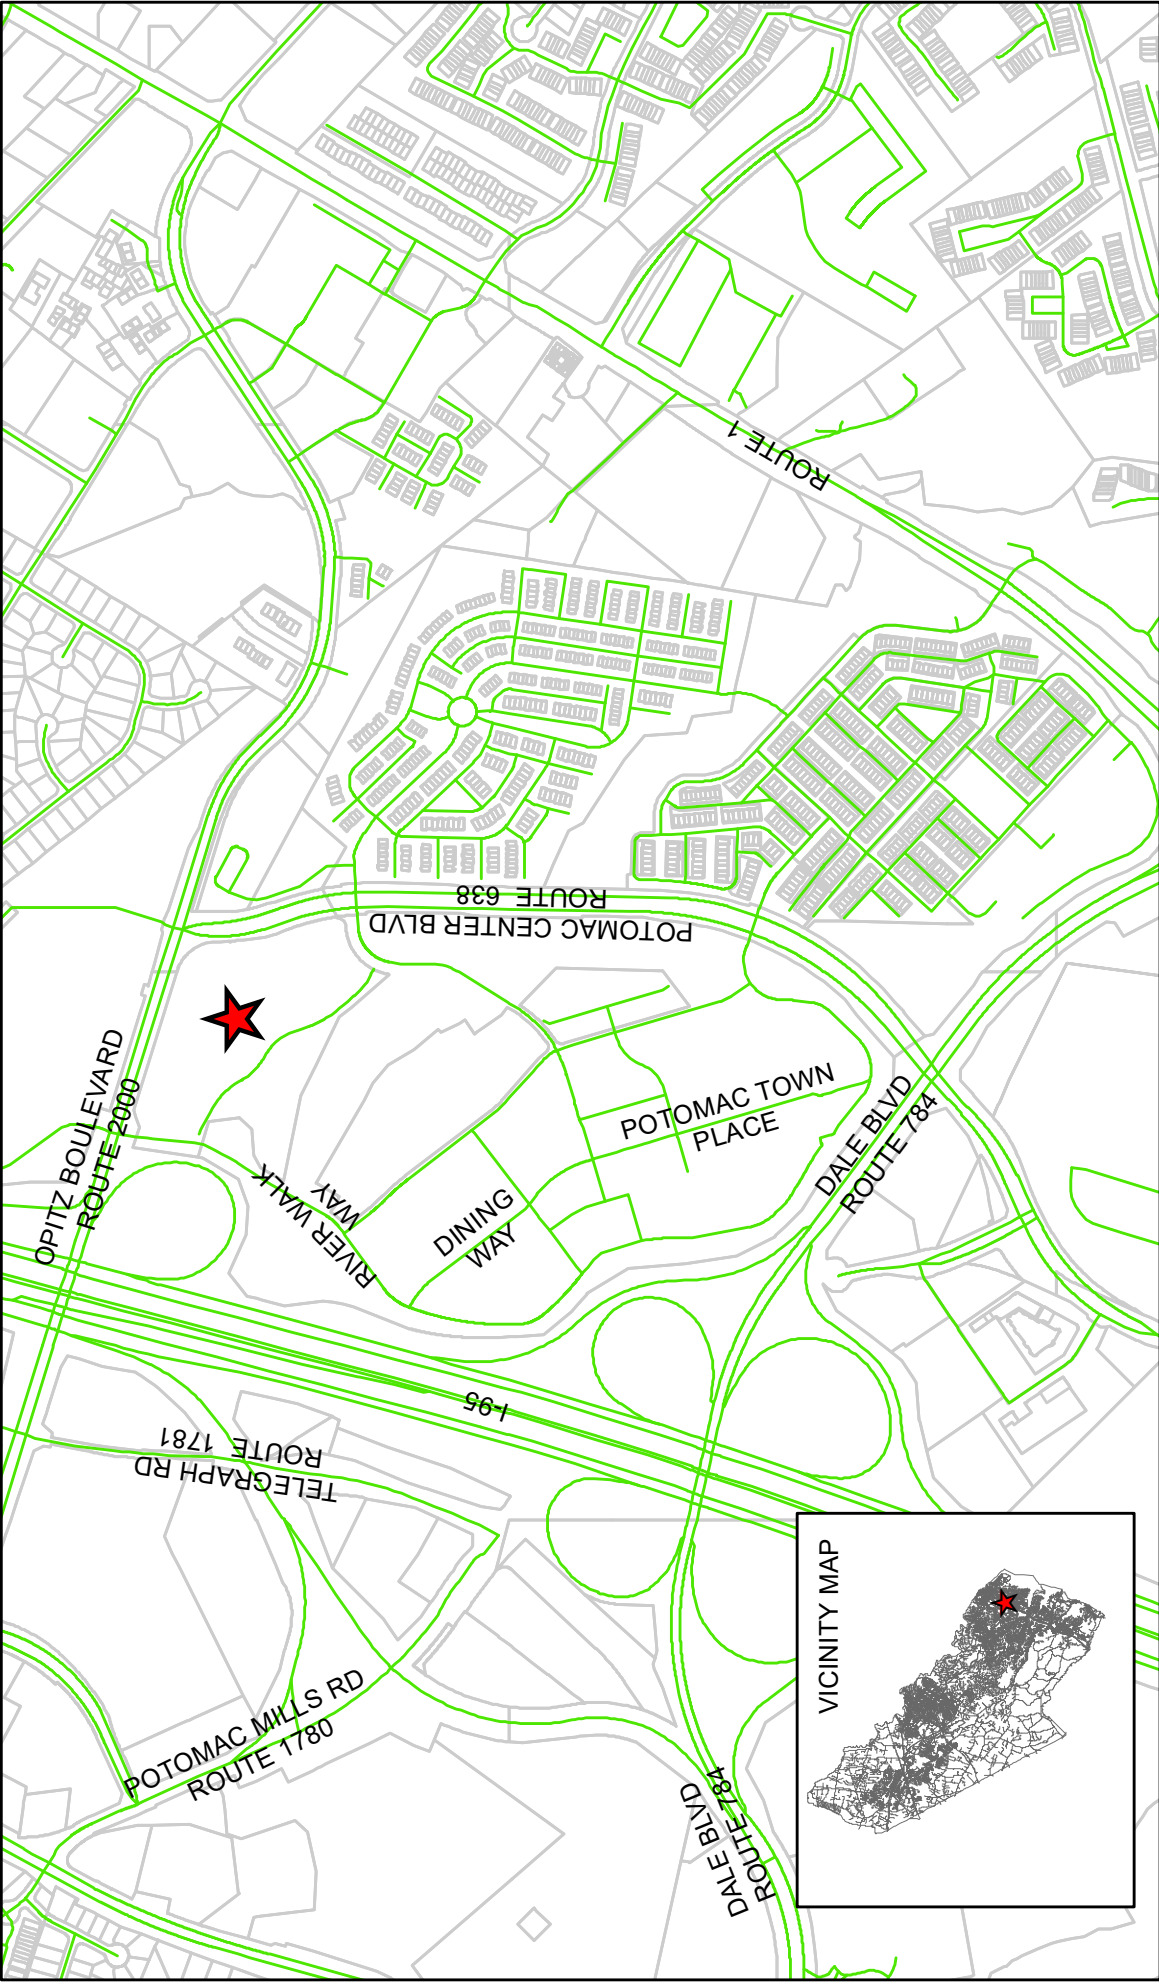 ROUTE 1
ROUTE 638
POTOMAC CENTER BLVD
OPITZ BOULEVARD
ROUTE 2000
POTOMAC TOWN
PLACE
DALE BLVD
ROUTE 784
RIVER WALK
WAY
DINING
WAY
I-95
TELEGRAPH RD
ROUTE 1781
POTOMAC MILLS RD
ROUTE 1780
DALE BLVD
ROUTE 784
VICINITY MAP